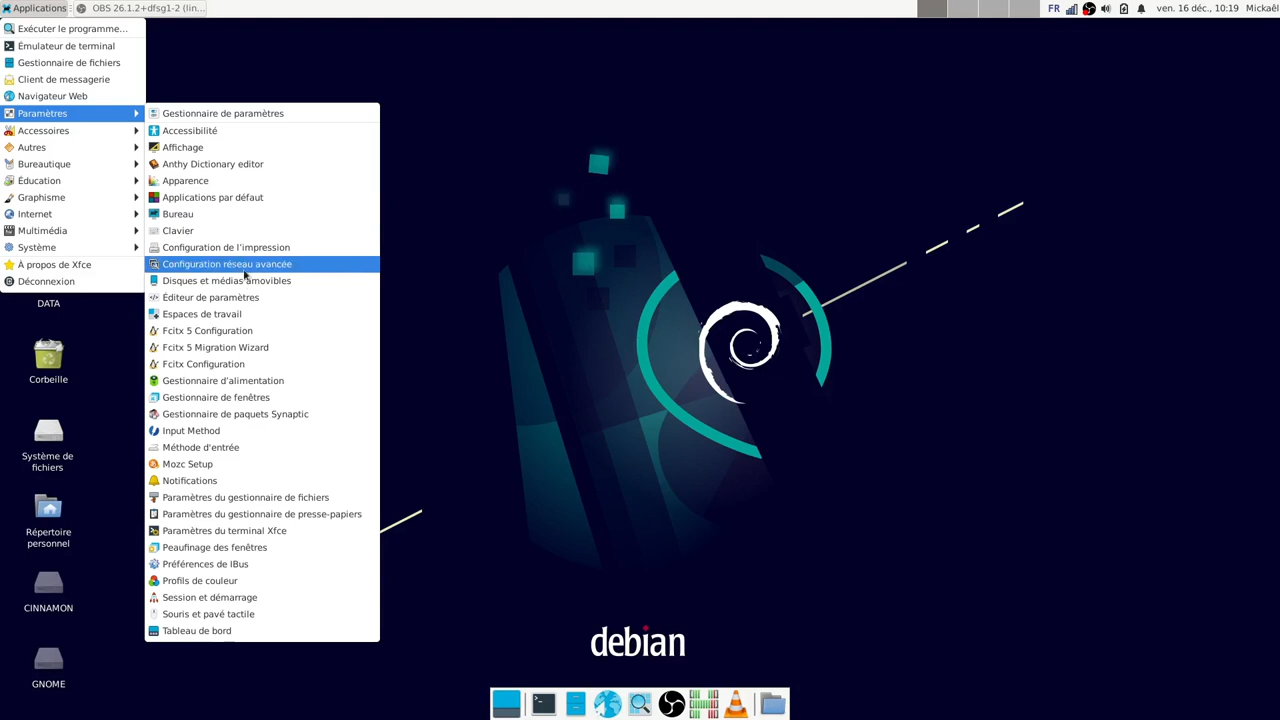 Applications
OBS 26.1.2+dfsg1-2 (lin...
FR
ven. 16 déc., 10:19
Mickaël
Exécuter le programme...
Émulateur de terminal
Gestionnaire de fichiers
Client de messagerie
Navigateur Web
Paramètres
Accessoires
Autres
Bureautique
Éducation
Graphisme
Internet
Multimédia
Système
À propos de Xfce
Déconnexion
Gestionnaire de paramètres
Accessibilité
Affichage
Anthy Dictionary editor
Apparence
Applications par défaut
Bureau
Clavier
Configuration de l’impression
Configuration réseau avancée
Disques et médias amovibles
Éditeur de paramètres
Espaces de travail
Fcitx 5 Configuration
Fcitx 5 Migration Wizard
Fcitx Configuration
Gestionnaire d’alimentation
Gestionnaire de fenêtres
Gestionnaire de paquets Synaptic
Input Method
Méthode d'entrée
Mozc Setup
Notifications
Paramètres du gestionnaire de fichiers
Paramètres du gestionnaire de presse-papiers
Paramètres du terminal Xfce
Peaufinage des fenêtres
Préférences de IBus
Profils de couleur
Session et démarrage
Souris et pavé tactile
Tableau de bord
DATA
Corbeille
Système de
fichiers
Répertoire
personnel
CINNAMON
GNOME
debian